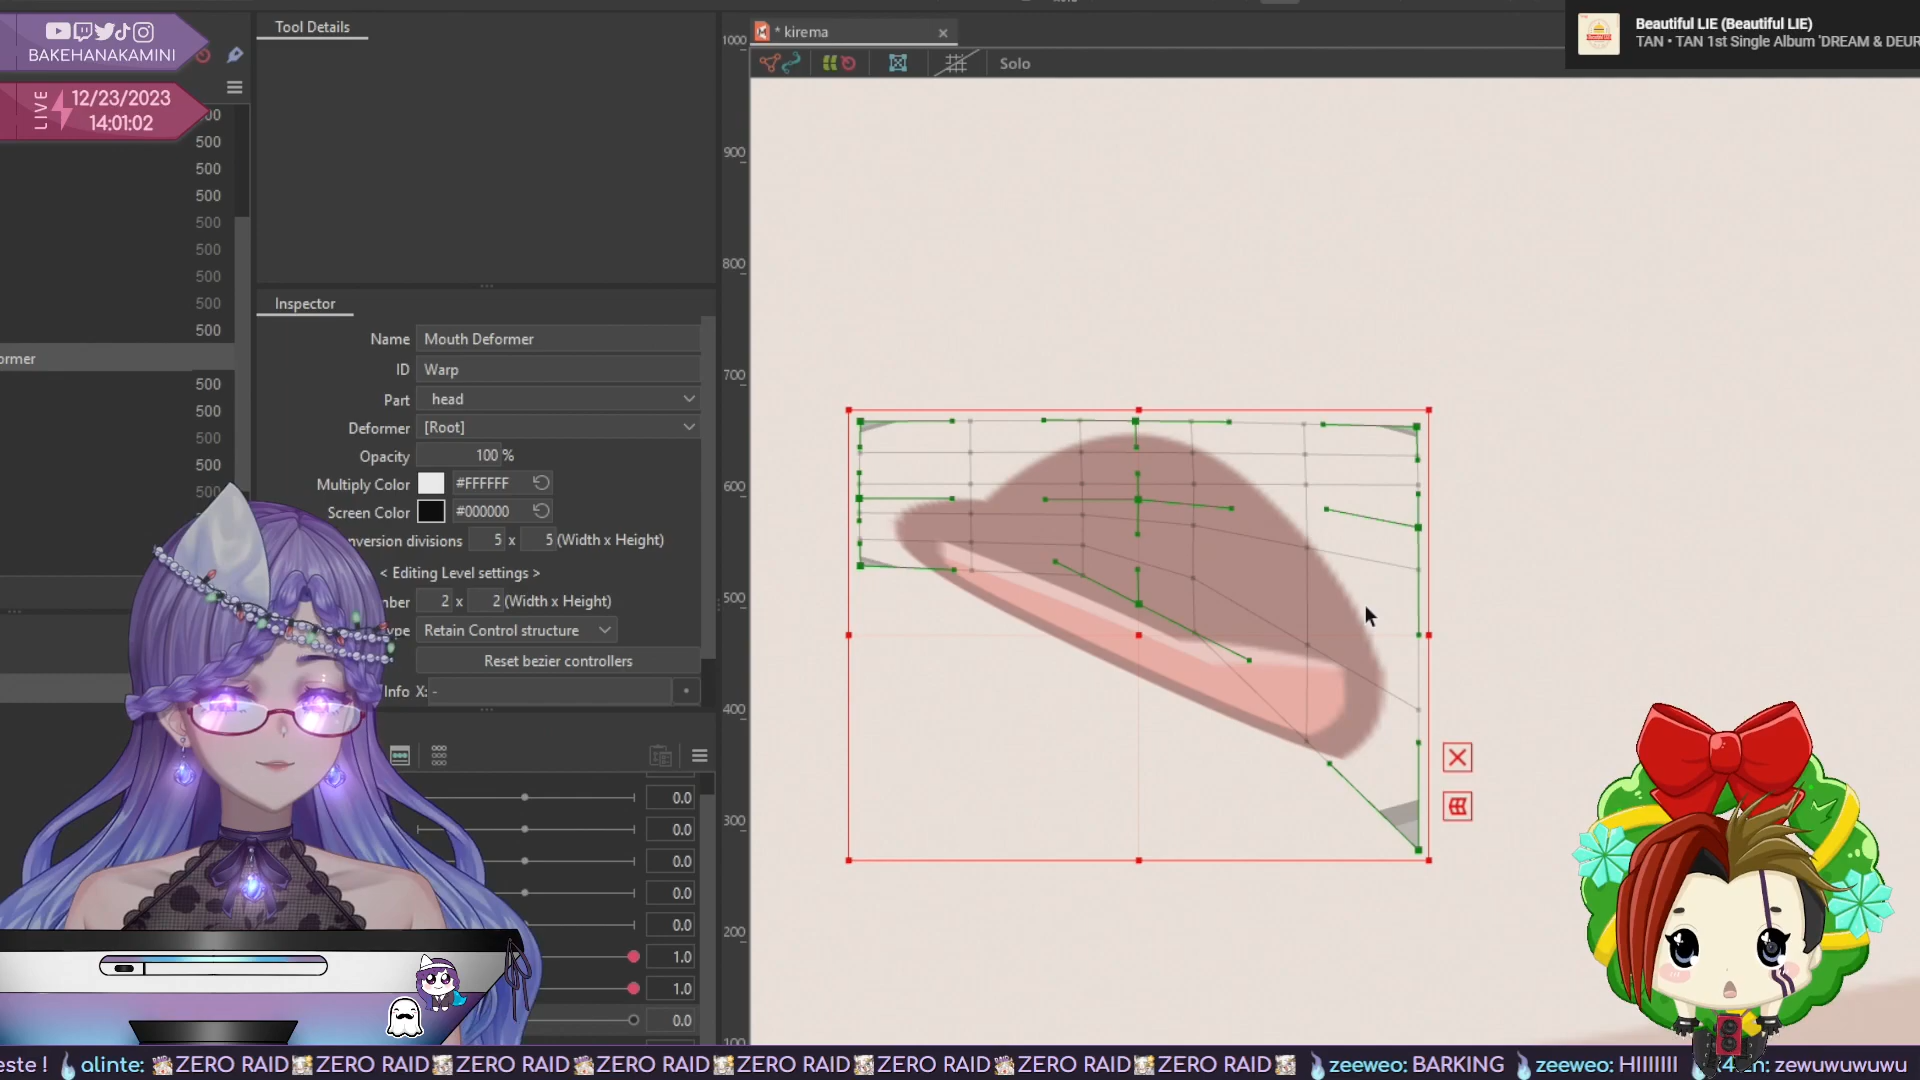 BAKEHANAKAMINI
LIVE
12/23/2023
14:01:02
Tool Details
* kirema
Solo
Beautiful LIE (Beautiful LIE)
TAN • TAN 1st Single Album 'DREAM & DEUR
500
500
500
500
500
500
500
500
500
ormer
500
500
500
500
Inspector
Name Mouth Deformer
ID Warp
Part head
Deformer [Root]
Opacity 100 %
Multiply Color #FFFFFF
Screen Color #000000
nversion divisions 5 x 5 (Width x Height)
< Editing Level settings >
nber 2 x 2 (Width x Height)
ype Retain Control structure
Reset bezier controllers
Info X: -
0.0
0.0
0.0
0.0
0.0
1.0
1.0
0.0
1000
900
800
700
600
500
400
300
200
este ! alinte: ZERO RAID ZERO RAID ZERO RAID ZERO RAID ZERO RAID ZERO RAID ZERO RAID ZERO RAID zeeweo: BARKING zeeweo: HIIIIIII zewuwuwuwu